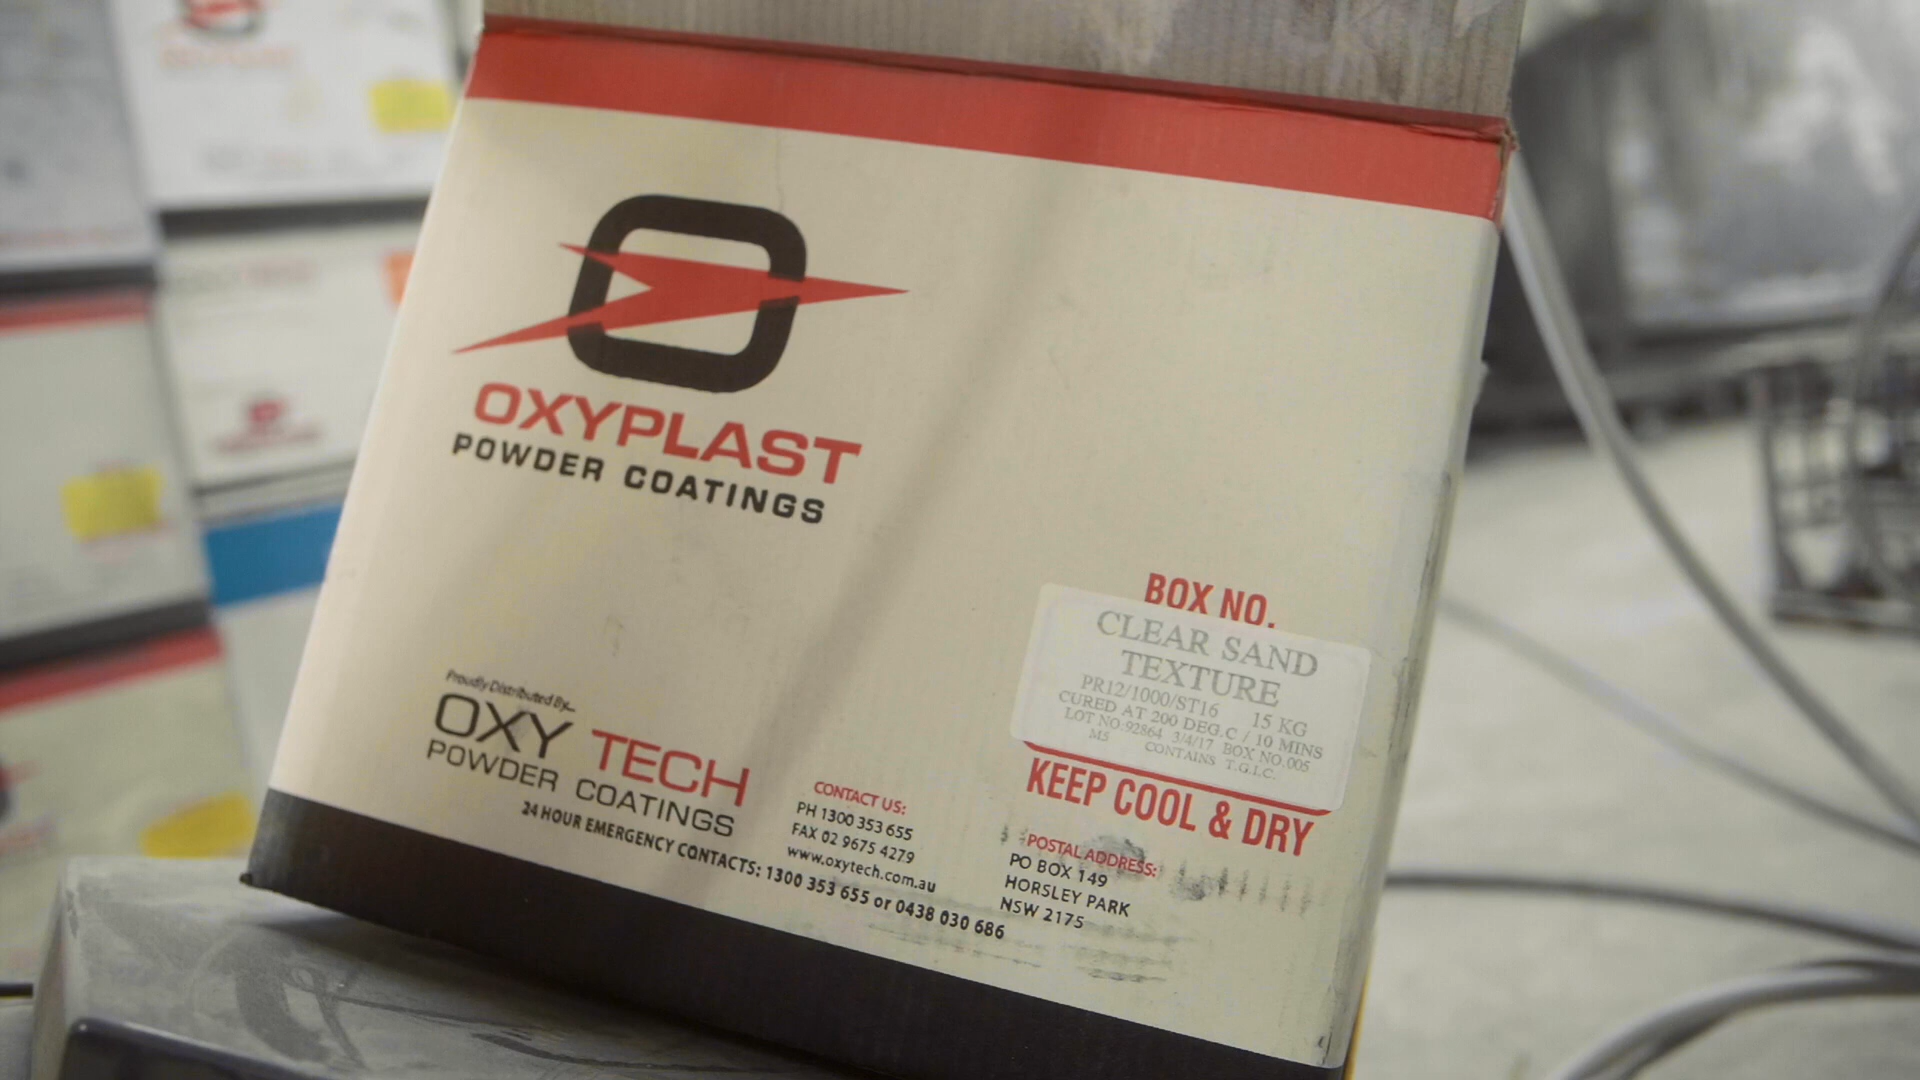 OXYPLAST
POWDER COATINGS
BOX NO.
CLEAR SAND
TEXTURE
PR12/1000/ST16 15 KG
CURED AT 200 DEG.C / 10 MINS
LOT NO.92864 3/4/17 BOX NO.005
M5 CONTAINS T.G.I.C.
KEEP COOL & DRY
Proudly Distributed By...
OXY TECH
POWDER COATINGS
24 HOUR EMERGENCY CONTACTS: 1300 353 655 or 0438 030 686
CONTACT US:
PH 1300 353 655
FAX 02 9675 4279
www.oxytech.com.au
POSTAL ADDRESS:
PO BOX 149
HORSLEY PARK
NSW 2175